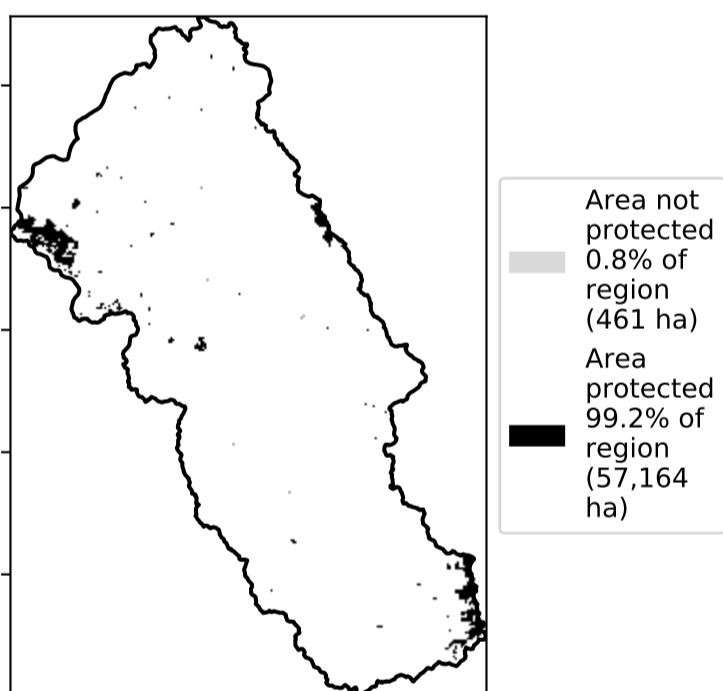 Area not
protected
0.8% of
region
(461 ha)
Area
protected
99.2% of
region
(57,164
ha)